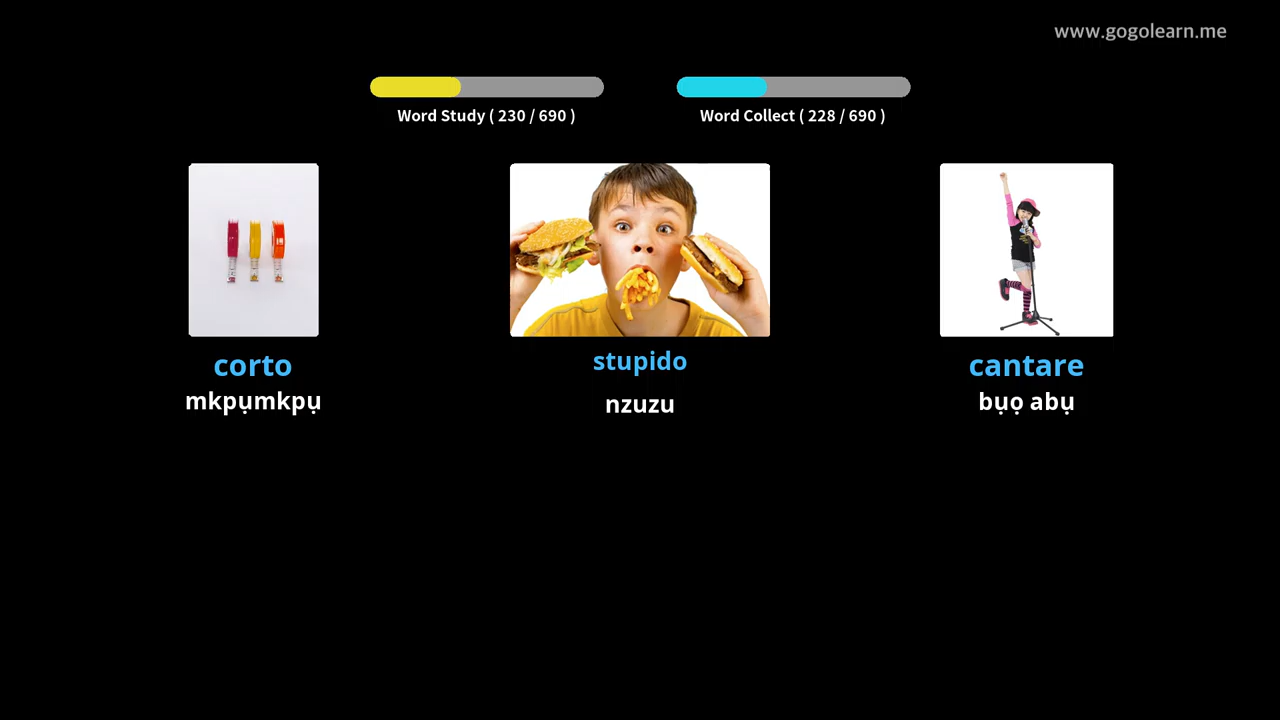 www.gogolearn.me
Word Study ( 230 / 690 )
Word Collect ( 228 / 690 )
corto
mkpụmkpụ
stupido
nzuzu
cantare
bụọ abụ